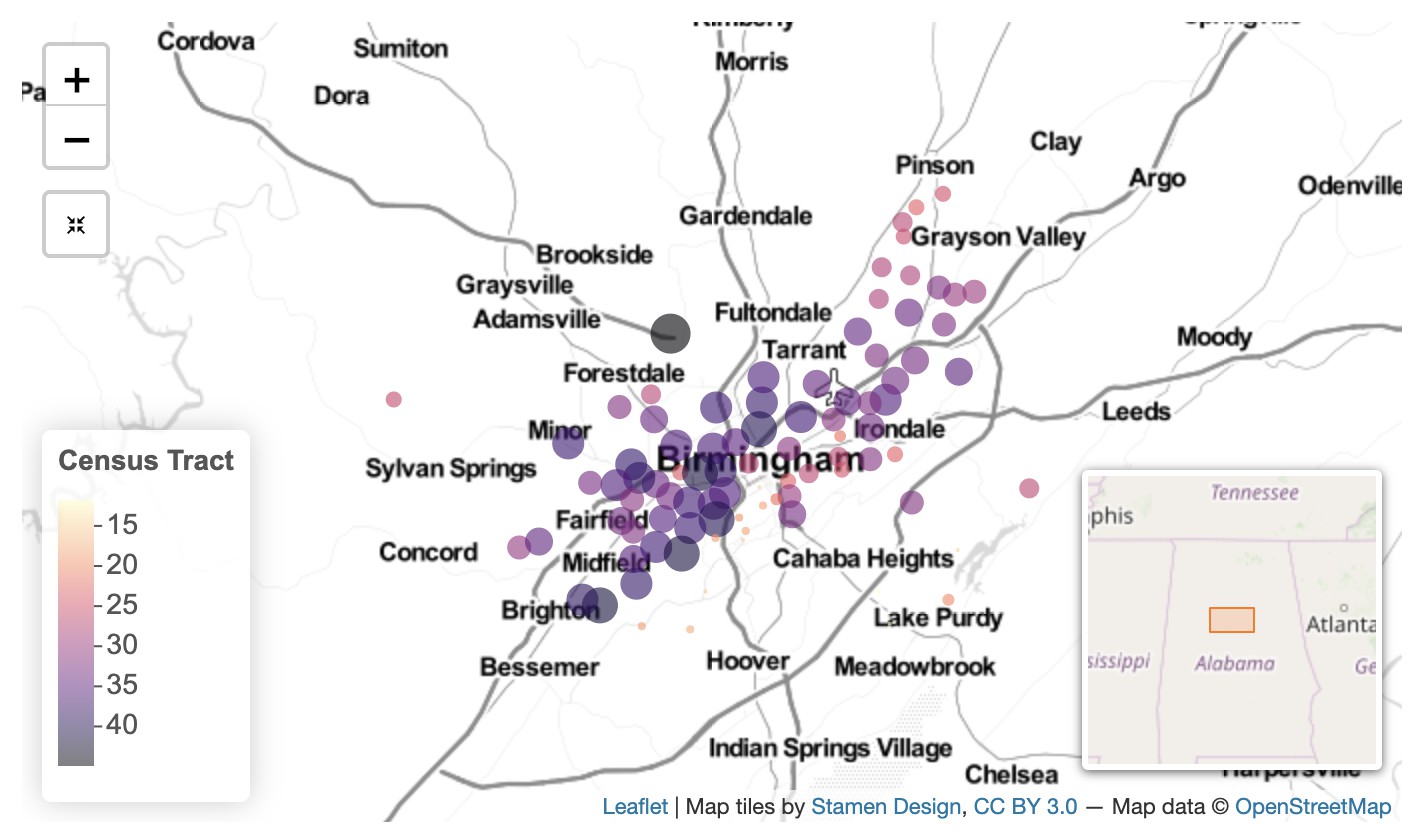 Kimberly
Springville
Cordova
Sumiton
Morris
Pa
+
Dora
−
Clay
Pinson
Argo
Odenville
Gardendale
Grayson Valley
Brookside
Graysville
Adamsville
Fultondale
Moody
Tarrant
Forestdale
Leeds
Minor
Irondale
Birmingham
Sylvan Springs
Census Tract
15
20
25
30
35
40
Fairfield
Concord
Midfield
Cahaba Heights
Brighton
Lake Purdy
Bessemer
Hoover
Meadowbrook
Indian Springs Village
Chelsea
Harpersville
Tennessee
phis
Atlanta
sissippi
Alabama
Ge
Leaflet | Map tiles by Stamen Design, CC BY 3.0 — Map data © OpenStreetMap